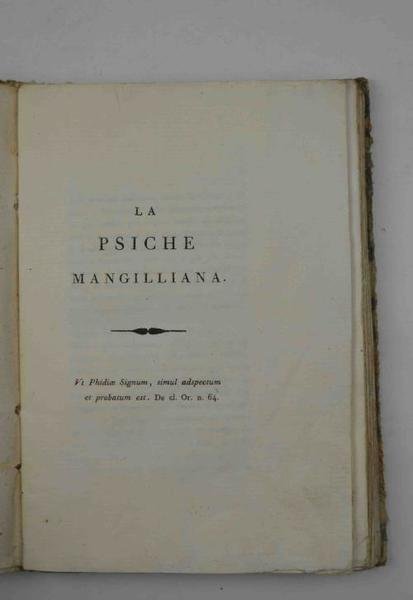 LA
PSICHE
MANGILLIANA.
Vt Phidiæ Signum, simul adspectum
et probatum est. De cl. Or. n. 64.